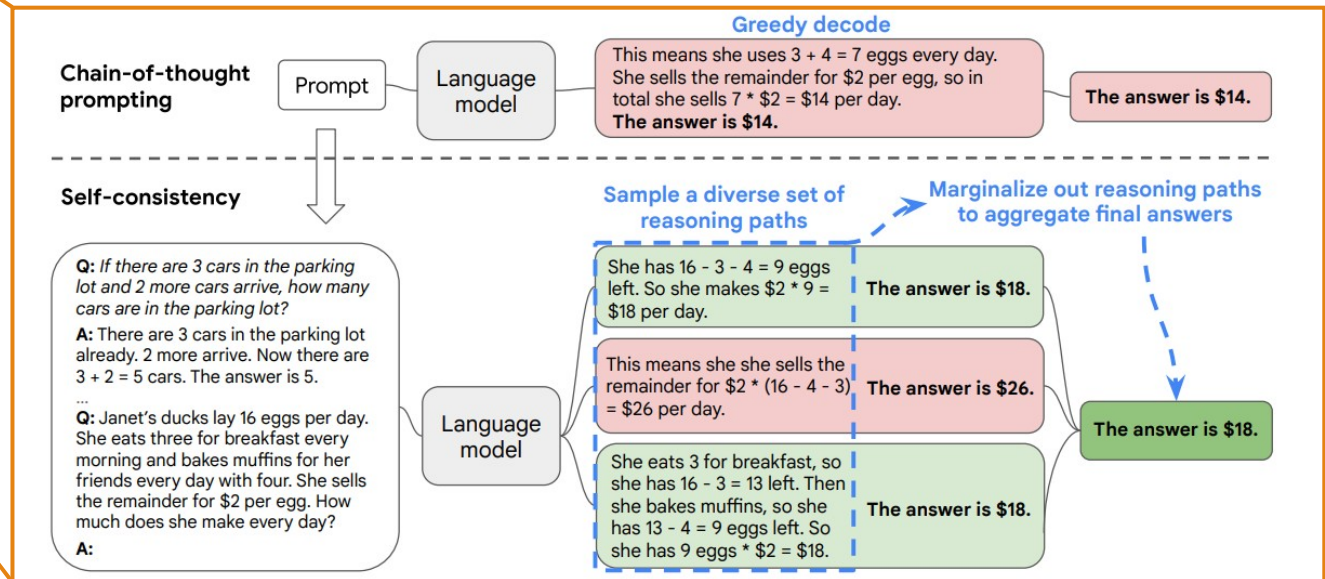 Greedy decode
Chain-of-thought
prompting
Prompt
Language
model
This means she uses 3 + 4 = 7 eggs every day.
She sells the remainder for $2 per egg, so in
total she sells 7 * $2 = $14 per day.
The answer is $14.
The answer is $14.
Self-consistency
Sample a diverse set of
reasoning paths
Marginalize out reasoning paths
to aggregate final answers
Q: If there are 3 cars in the parking
lot and 2 more cars arrive, how many
cars are in the parking lot?
A: There are 3 cars in the parking lot
already. 2 more arrive. Now there are
3 + 2 = 5 cars. The answer is 5.
...
Q: Janet's ducks lay 16 eggs per day.
She eats three for breakfast every
morning and bakes muffins for her
friends every day with four. She sells
the remainder for $2 per egg. How
much does she make every day?
A:
Language
model
She has 16 - 3 - 4 = 9 eggs
left. So she makes $2 * 9 =
$18 per day.
The answer is $18.
This means she she sells the
remainder for $2 * (16 - 4 - 3)
= $26 per day.
The answer is $26.
She eats 3 for breakfast, so
she has 16 - 3 = 13 left. Then
she bakes muffins, so she
has 13 - 4 = 9 eggs left. So
she has 9 eggs * $2 = $18.
The answer is $18.
The answer is $18.